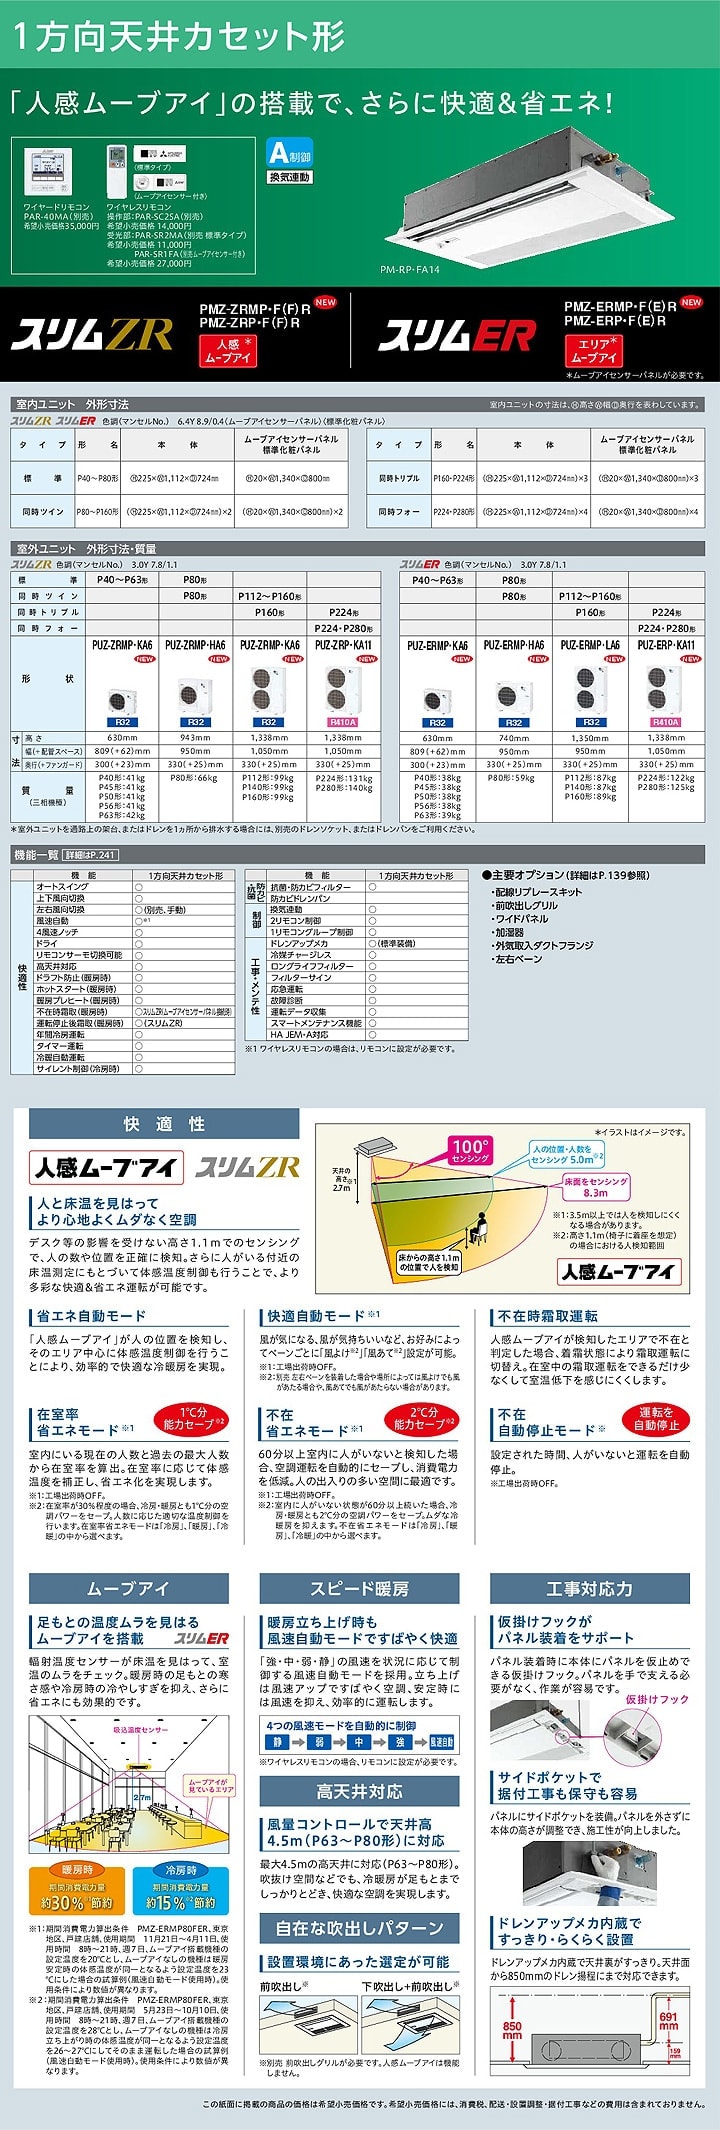 1方向天井カセット形
「人感ムーブアイ」の搭載で、さらに快適&省エネ!
ワイヤードリモコン
PAR-40MA(別売)
希望小売価格35,000円
(標準タイプ)
(ムーブアイセンサー付き)
ワイヤレスリモコン
操作部:PAR-SC2SA(別売)
希望小売価格 14,000円
受光部:PAR-SR2MA(別売 標準タイプ)
希望小売価格 11,000円
PAR-SR1FA(別売ムーブアイセンサー付き)
希望小売価格 27,000円
A制御
換気連動
PM-RP・FA14
スリムZR
PMZ-ZRMP・F(F)R NEW
PMZ-ZRP・F(F)R
人感*
ムーブアイ
スリムER
PMZ-ERMP・F(E)R NEW
PMZ-ERP・F(E)R
エリア*
ムーブアイ
*ムーブアイセンサーパネルが必要です。
室内ユニット 外形寸法
室内ユニットの寸法は、Ⓗ高さⓌ幅Ⓓ奥行を表わしています。
スリムZR スリムER 色調(マンセルNo.) 6.4Y 8.9/0.4(ムーブアイセンサーパネル)(標準化粧パネル)
タイプ 形名 本体 ムーブアイセンサーパネル 標準化粧パネル
標準 P40〜P80形 (Ⓗ225×Ⓦ1,112×Ⓓ724㎜ (Ⓗ20×Ⓦ1,340×Ⓓ800㎜
同時ツイン P80〜P160形 (Ⓗ225×Ⓦ1,112×Ⓓ724㎜)×2 (Ⓗ20×Ⓦ1,340×Ⓓ800㎜)×2
タイプ 形名 本体 ムーブアイセンサーパネル 標準化粧パネル
同時トリプル P160・P224形 (Ⓗ225×Ⓦ1,112×Ⓓ724㎜)×3 (Ⓗ20×Ⓦ1,340×Ⓓ800㎜)×3
同時フォー P224・P280形 (Ⓗ225×Ⓦ1,112×Ⓓ724㎜)×4 (Ⓗ20×Ⓦ1,340×Ⓓ800㎜)×4
室外ユニット 外形寸法・質量
スリムZR 色調(マンセルNo.) 3.0Y 7.8/1.1
標準 P40〜P63形 P80形
同時ツイン P80形 P112〜P160形
同時トリプル P160形 P224形
同時フォー P224・P280形
形状
PUZ-ZRMP・KA6 PUZ-ZRMP・HA6 PUZ-ZRMP・KA6 PUZ-ZRP・KA11
NEW NEW NEW NEW
R32 R32 R32 R410A
寸法
高さ 630mm 943mm 1,338mm 1,338mm
幅(+配管スペース) 809(+62)mm 950mm 1,050mm 1,050mm
奥行(+ファンガード) 300(+23)mm 330(+25)mm 330(+25)mm 330(+25)mm
質量
(三相機種)
P40形:41kg
P45形:41kg
P50形:41kg
P56形:41kg
P63形:42kg
P80形:66kg
P112形:99kg
P140形:99kg
P160形:99kg
P224形:131kg
P280形:140kg
スリムER 色調(マンセルNo.) 3.0Y 7.8/1.1
P40〜P63形 P80形
P80形 P112〜P160形
P160形 P224形
P224・P280形
PUZ-ERMP・KA6 PUZ-ERMP・HA6 PUZ-ERMP・LA6 PUZ-ERP・KA11
NEW NEW NEW NEW
R32 R32 R32 R410A
630mm 740mm 1,350mm 1,338mm
809(+62)mm 950mm 950mm 1,050mm
300(+23)mm 330(+25)mm 330(+25)mm 330(+25)mm
P40形:38kg
P45形:38kg
P50形:38kg
P56形:38kg
P63形:39kg
P80形:59kg
P112形:87kg
P140形:87kg
P160形:89kg
P224形:122kg
P280形:125kg
*室外ユニットを通路上の架台、またはドレンを1ヵ所から排水する場合には、別売のドレンソケット、またはドレンパンをご利用ください。
機能一覧 詳細はP.241
機能 1方向天井カセット形
快適性
オートスイング ○
上下風向切換 ○
左右風向切換 ○(別売、手動)
風速自動 ○※1
4風速ノッチ ○
ドライ ○
リモコンサーモ切換可能 ○
高天井対応 ○
ドラフト防止(暖房時) ○
ホットスタート(暖房時) ○
暖房プレヒート(暖房時) ○
不在時霜取(暖房時) ○スリムZR(ムーブアイセンサーパネル装着時)
運転停止後霜取(暖房時) ○(スリムZR)
年間冷房運転 ○
タイマー運転 ○
冷暖自動運転 ○
サイレント制御(冷房時) ○
機能 1方向天井カセット形
防カビ・抗菌
抗菌・防カビフィルター ○
防カビドレンパン
制御
換気連動 ○
2リモコン制御 ○
1リモコングループ制御 ○
工事・メンテ性
ドレンアップメカ ○(標準装備)
冷媒チャージレス ○
ロングライフフィルター ○
フィルターサイン ○
応急運転 ○
故障診断 ○
運転データ収集 ○
スマートメンテナンス機能 ○
HA JEM-A対応 ○
※1 ワイヤレスリモコンの場合は、リモコンに設定が必要です。
●主要オプション(詳細はP.139参照)
・配線リプレースキット
・前吹出しグリル
・ワイドパネル
・加湿器
・外気取入ダクトフランジ
・左右ベーン
快適性
人感ムーブアイ スリムZR
人と床温を見はって
より心地よくムダなく空調
デスク等の影響を受けない高さ1.1mでのセンシング
で、人の数や位置を正確に検知。さらに人がいる付近の
床温測定にもとづいて体感温度制御も行うことで、より
多彩な快適&省エネ運転が可能です。
*イラストはイメージです。
天井の
高さ※1
2.7m
100°
センシング
人の位置・人数を
センシング 5.0m※2
床面をセンシング
8.3m
床からの高さ1.1m
の位置で人を検知
※1:3.5m以上では人を検知しにくく
なる場合があります。
※2:高さ1.1m(椅子に着座を想定)
の場合における人検知範囲
人感ムーブアイ
省エネ自動モード
「人感ムーブアイ」が人の位置を検知し、
そのエリア中心に体感温度制御を行う
ことにより、効率的で快適な冷暖房を実現。
快適自動モード※1
風が気になる、風が気持ちいいなど、お好みによっ
てベーンごとに「風よけ※2」「風あて※2」設定が可能。
※1:工場出荷時OFF。
※2:別売 左右ベーンを装着した場合や場所によっては風よけでも風
があたる場合や、風あてでも風があたらない場合があります。
不在時霜取運転
人感ムーブアイが検知したエリアで不在と
判定した場合、着霜状態により霜取運転に
切替え。在室中の霜取運転をできるだけ少
なくして室温低下を感じにくくします。
在室率
省エネモード※1
1℃分
能力セーブ※2
室内にいる現在の人数と過去の最大人数
から在室率を算出。在室率に応じて体感
温度を補正し、省エネ化を実現します。
※1:工場出荷時OFF。
※2:在室率が30%程度の場合、冷房・暖房とも1℃分の空
調パワーをセーブ。人数に応じた適切な温度制御を
行います。在室率省エネモードは「冷房」、「暖房」、「冷
暖」の中から選べます。
不在
省エネモード※1
2℃分
能力セーブ※2
60分以上室内に人がいないと検知した場
合、空調運転を自動的にセーブし、消費電力
を低減。人の出入りの多い空間に最適です。
※1:工場出荷時OFF。
※2:室内に人がいない状態が60分以上続いた場合、冷
房・暖房とも2℃分の空調パワーをセーブ。ムダな冷
暖房を抑えます。不在省エネモードは「冷房」、「暖
房」、「冷暖」の中から選べます。
不在
自動停止モード※
運転を
自動停止
設定された時間、人がいないと運転を自動
停止。
※工場出荷時OFF。
ムーブアイ
足もとの温度ムラを見はる
ムーブアイを搭載 スリムER
輻射温度センサーが床温を見はって、室
温のムラをチェック。暖房時の足もとの寒
さ感や冷房時の冷やしすぎを抑え、さらに
省エネにも効果的です。
吸込温度センサー
ムーブアイが
見ているエリア
2.7m
暖房時
期間消費電力量
約30%※1節約
冷房時
期間消費電力量
約15%※2節約
※1:期間消費電力算出条件 PMZ-ERMP80FER、東京
地区、戸建店舗、使用期間 11月21日〜4月11日、使
用時間 8時〜21時、週7日、ムーブアイ搭載機種の
設定温度を20℃とし、ムーブアイなしの機種は暖房
安定時の体感温度が同一となるよう設定温度を23
℃にした場合の試算例(風速自動モード使用時)。使
用条件により数値が異なります。
※2:期間消費電力算出条件 PMZ-ERMP80FER、東京
地区、戸建店舗、使用期間 5月23日〜10月10日、使
用時間 8時〜21時、週7日、ムーブアイ搭載機種の
設定温度を28℃とし、ムーブアイなしの機種は冷房
立ち上がり時の体感温度が同一となるよう設定温度
を26〜27℃にしてそのまま運転した場合の試算例
(風速自動モード使用時)。使用条件により数値が異
なります。
スピード暖房
暖房立ち上げ時も
風速自動モードですばやく快適
「強・中・弱・静」の風速を状況に応じて制
御する風速自動モードを採用。立ち上げ
は風速アップですばやく空調、安定時に
は風速を抑え、効率的に運転します。
4つの風速モードを自動的に制御
静 弱 中 強 風速自動
※ワイヤレスリモコンの場合、リモコンに設定が必要です。
高天井対応
風量コントロールで天井高
4.5m(P63〜P80形)に対応
最大4.5mの高天井に対応(P63〜P80形)。
吹抜け空間などでも、冷暖房が足もとまで
しっかりとどき、快適な空調を実現します。
自在な吹出しパターン
設置環境にあった選定が可能
前吹出し※ 下吹出し+前吹出し※
※別売 前吹出しグリルが必要です。人感ムーブアイは機能
しません。
工事対応力
仮掛けフックが
パネル装着をサポート
パネル装着時に本体にパネルを仮止めで
きる仮掛けフック。パネルを手で支える必
要がなく、作業が容易です。
仮掛けフック
サイドポケットで
据付工事も保守も容易
パネルにサイドポケットを装備。パネルを外さずに
本体の高さが調整でき、施工性が向上しました。
ドレンアップメカ内蔵で
すっきり・らくらく設置
ドレンアップメカ内蔵で天井裏がすっきり。天井面
から850mmのドレン揚程にまで対応できます。
850
mm
691
mm
159
mm
この紙面に掲載の商品の価格は希望小売価格です。希望小売価格には、消費税、配送・設置調整・据付工事などの費用は含まれておりません。